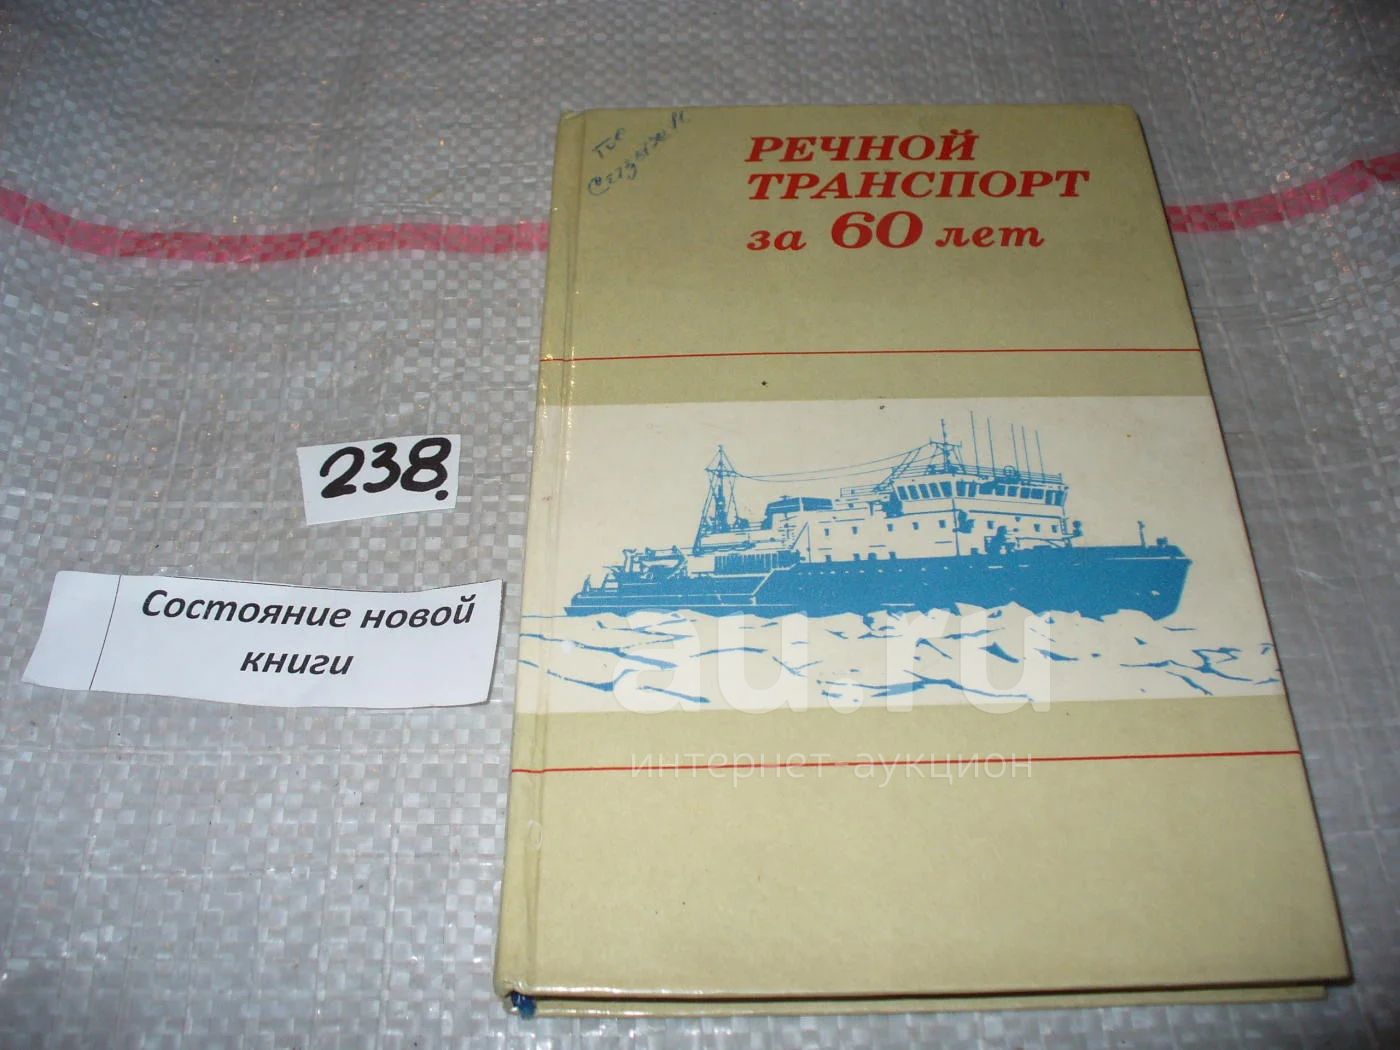 РЕЧНОЙ
ТРАНСПОРТ
за 60 лет
238.
Состояние новой
книги
au.ru
интернет-аукцион